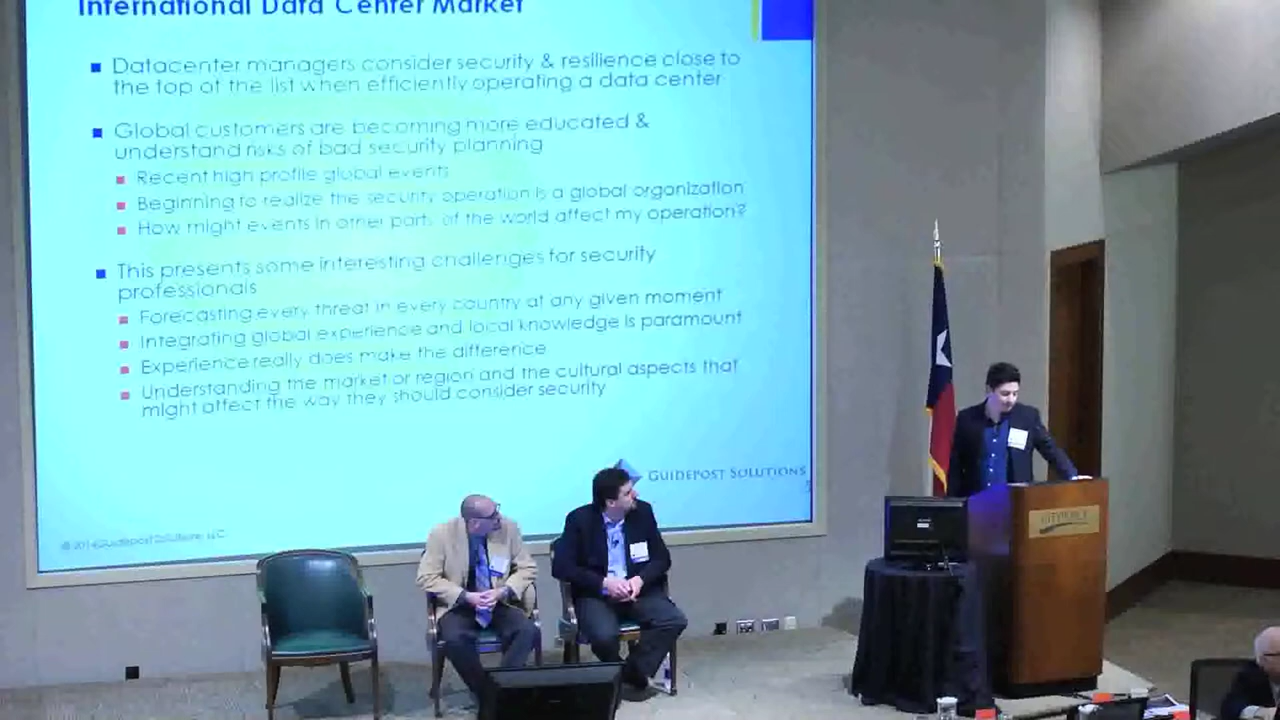 International Data Center Market
Datacenter managers consider security & resilience close to
the top of the list when efficiently operating a data center
Global customers are becoming more educated &
understand risks of bad security planning
Recent high profile global events
Beginning to realize the security operation is a global organization
How might events in other parts of the world affect my operation?
This presents some interesting challenges for security
professionals
Forecasting every threat in every country at any given moment
Integrating global experience and local knowledge is paramount
Experience really does make the difference
Understanding the market or region and the cultural aspects that
might affect the way they should consider security
GUIDEPOST SOLUTIONS
© 2014 Guidepost Solutions, LLC
CITYPLACE